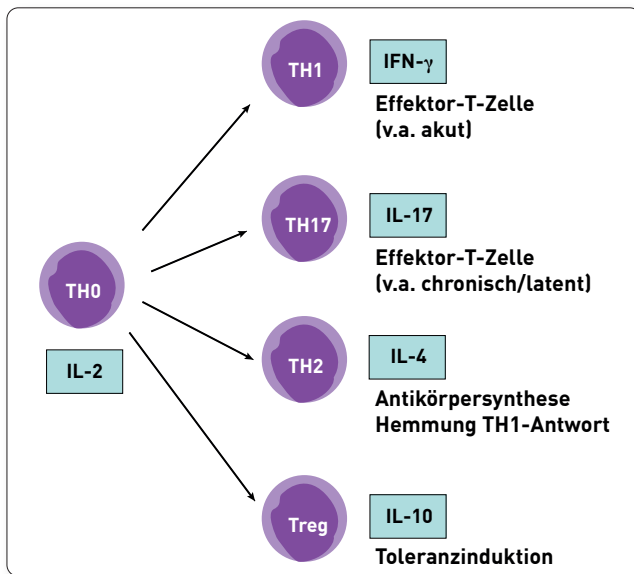 TH1
IFN-γ
Effektor-T-Zelle
(v.a. akut)
TH17
IL-17
Effektor-T-Zelle
(v.a. chronisch/latent)
TH0
IL-2
TH2
IL-4
Antikörpersynthese
Hemmung TH1-Antwort
Treg
IL-10
Toleranzinduktion